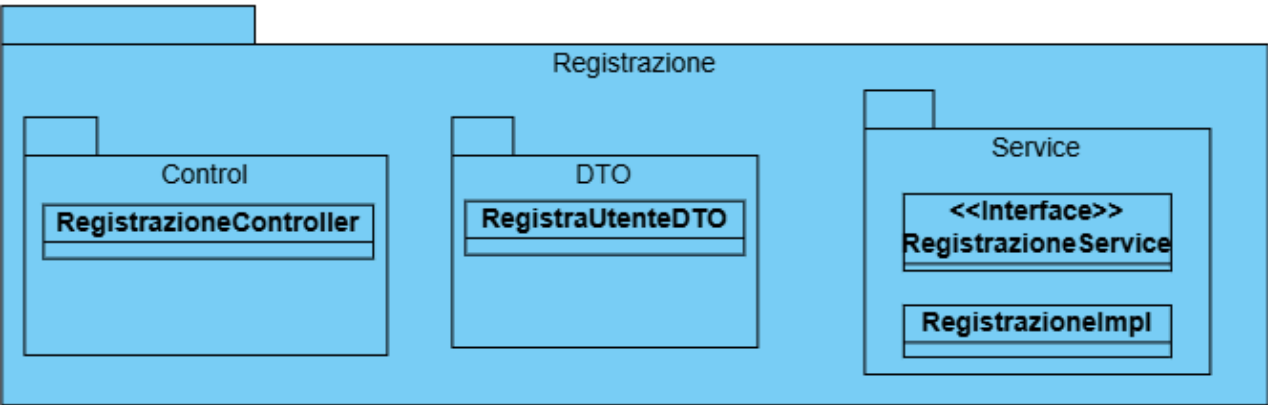 Registrazione
Control
RegistrazioneController
DTO
RegistraUtenteDTO
Service
<<Interface>>
RegistrazioneService
RegistrazioneImpl